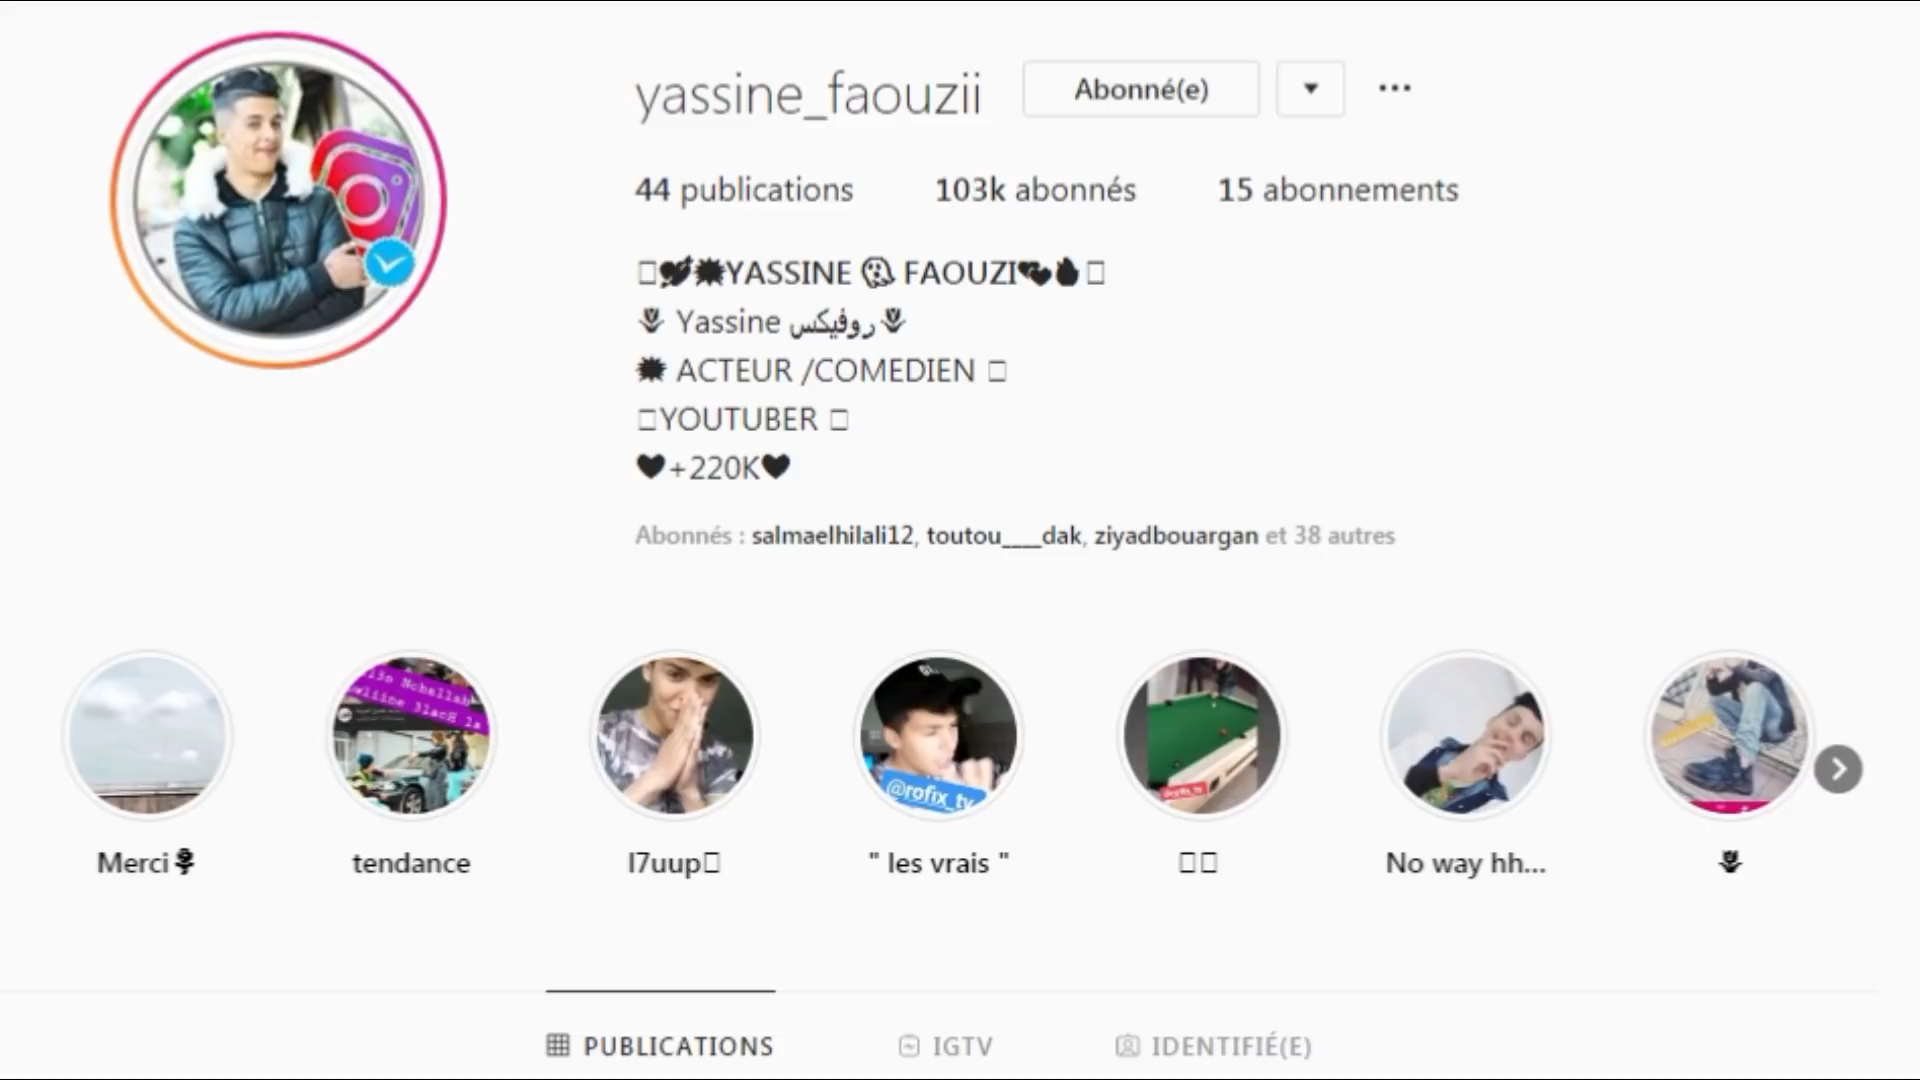 yassine_faouzii Abonné(e)
44 publications 103k abonnés 15 abonnements
YASSINE FAOUZI
Yassine روفيكس
ACTEUR /COMEDIEN
YOUTUBER
+220K
Abonnés : salmaelhilali12, toutou____dak, ziyadbouargan et 38 autres
@rofix_tv
Merci tendance l7uup " les vrais " No way hh...
PUBLICATIONS IGTV IDENTIFIÉ(E)